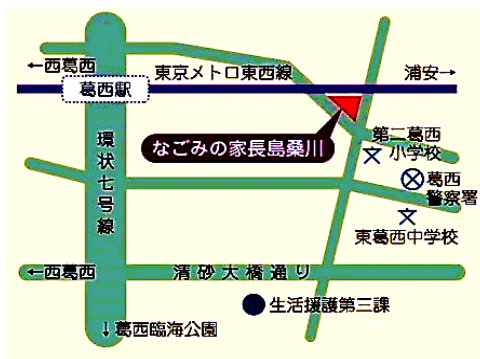 ←西葛西
東京メトロ東西線
浦安→
葛西駅
なごみの家長島桑川
第二葛西
小学校
環状七号線
葛西
警察署
東葛西中学校
←西葛西
清砂大橋通り
生活援護第三課
↓葛西臨海公園